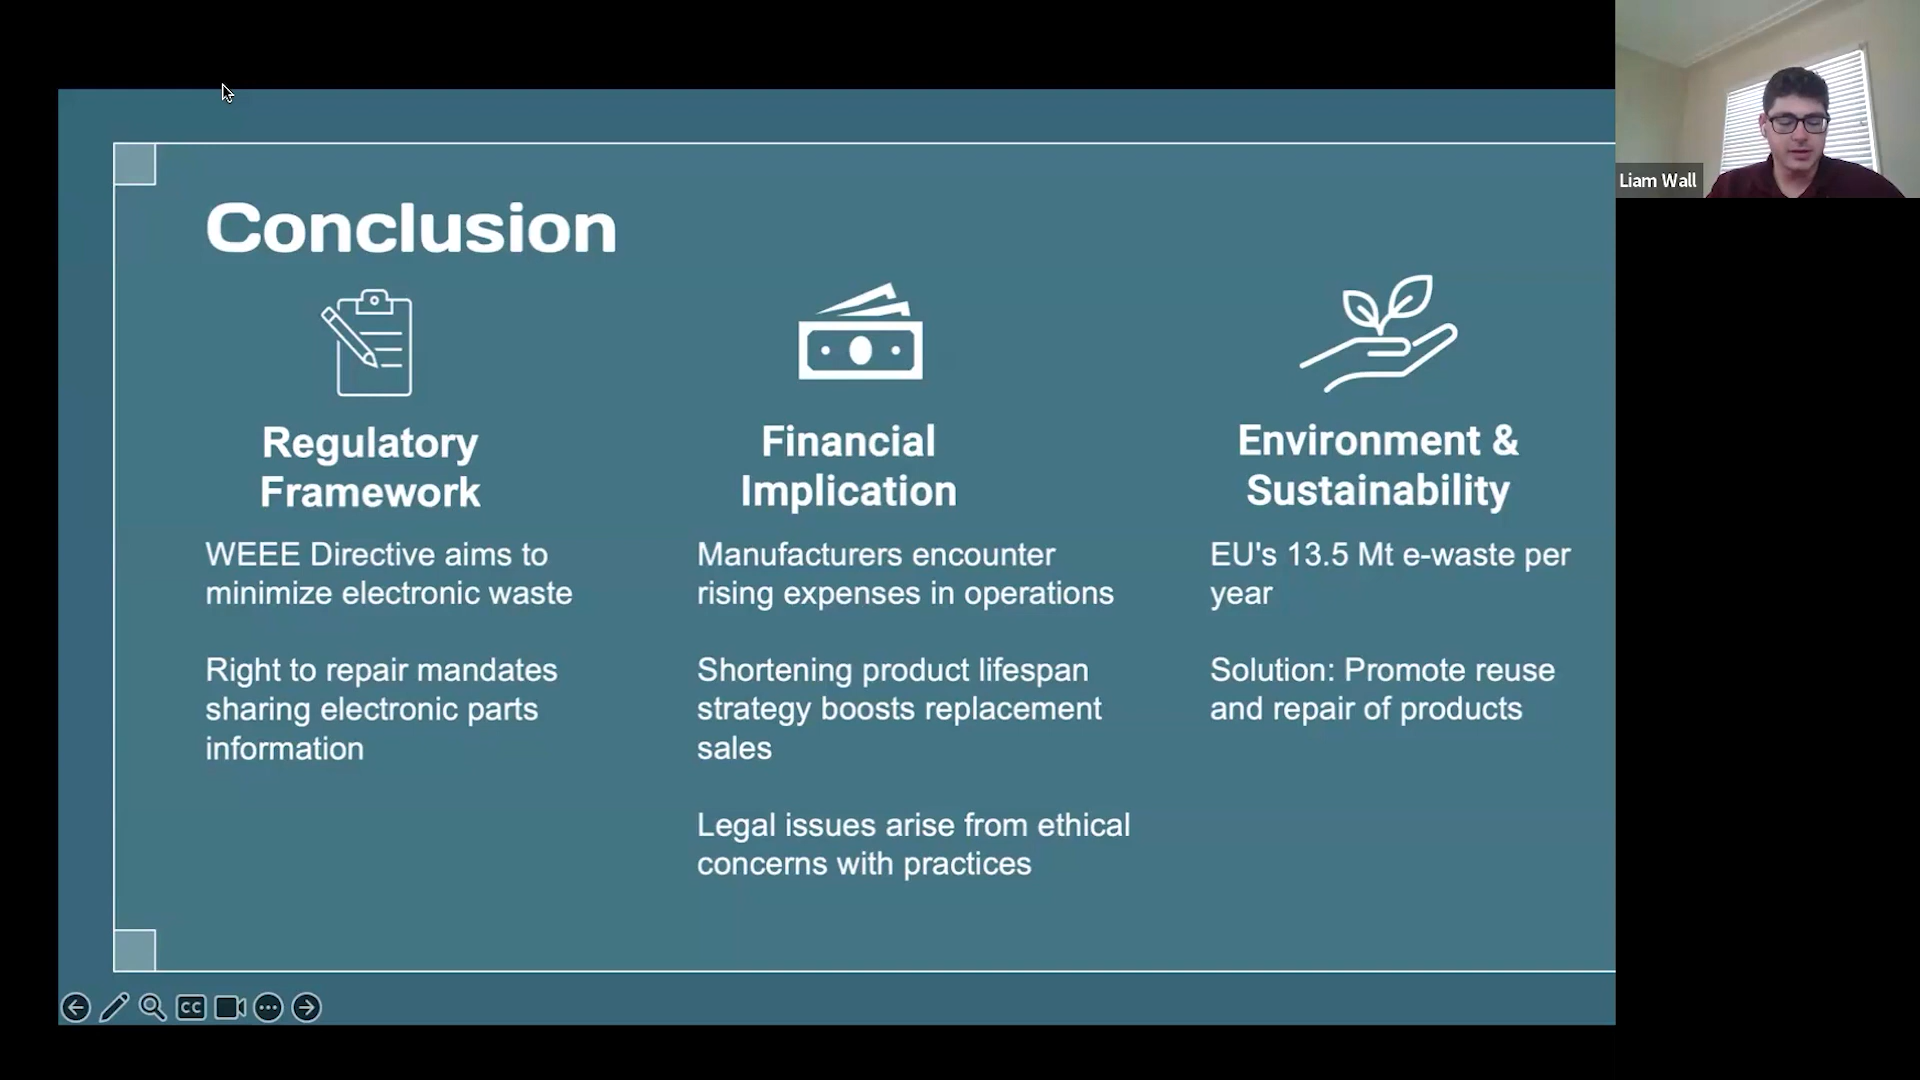 Liam Wall
Conclusion
Regulatory
Framework
WEEE Directive aims to
minimize electronic waste
Right to repair mandates
sharing electronic parts
information
Financial
Implication
Manufacturers encounter
rising expenses in operations
Shortening product lifespan
strategy boosts replacement
sales
Legal issues arise from ethical
concerns with practices
Environment &
Sustainability
EU's 13.5 Mt e-waste per
year
Solution: Promote reuse
and repair of products
CC